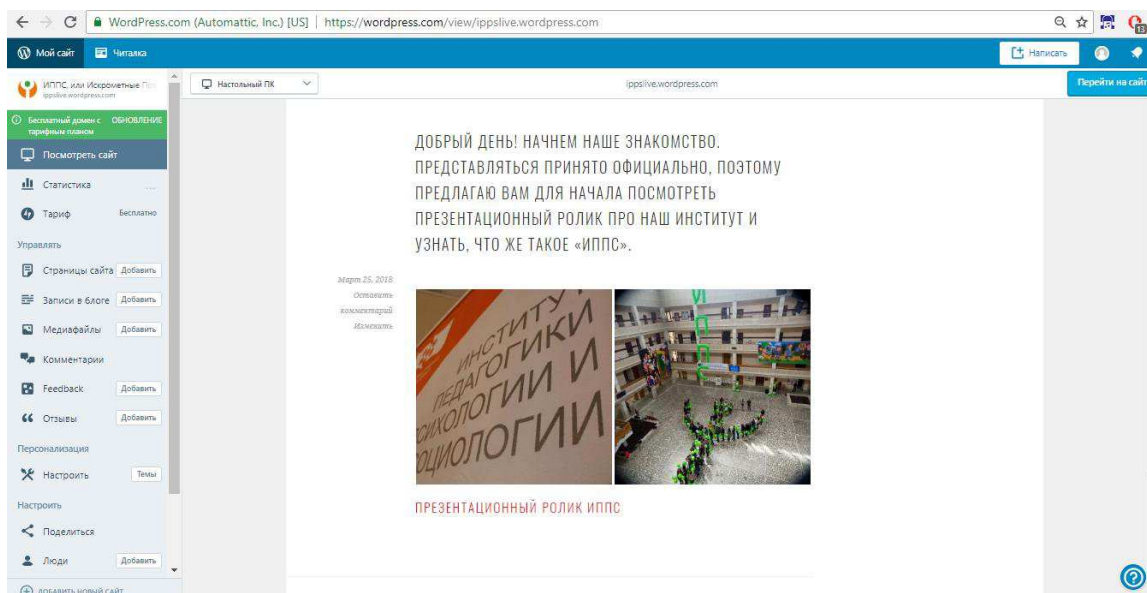 WordPress.com (Automattic, Inc.) [US] | https://wordpress.com/view/ippslive.wordpress.com
13
Мой сайт
Читалка
Написать
ИППС, или Искрометные
ippslive.wordpress.com
Настольный ПК
ippslive.wordpress.com
Перейти на сайт
Бесплатный домен с тарифным планом
ОБНОВЛЕНИЕ
Посмотреть сайт
Статистика
Тариф
Бесплатно
Управлять
Страницы сайта
Добавить
Записи в блоге
Добавить
Медиафайлы
Добавить
Комментарии
Feedback
Добавить
Отзывы
Добавить
Персонализация
Настроить
Темы
Настроить
Поделиться
Люди
Добавить
ДОБАВИТЬ НОВЫЙ САЙТ
ДОБРЫЙ ДЕНЬ! НАЧНЕМ НАШЕ ЗНАКОМСТВО.
ПРЕДСТАВЛЯТЬСЯ ПРИНЯТО ОФИЦИАЛЬНО, ПОЭТОМУ
ПРЕДЛАГАЮ ВАМ ДЛЯ НАЧАЛА ПОСМОТРЕТЬ
ПРЕЗЕНТАЦИОННЫЙ РОЛИК ПРО НАШ ИНСТИТУТ И
УЗНАТЬ, ЧТО ЖЕ ТАКОЕ «ИППС».
Март 25, 2018
Оставить
комментарий
Изменить
ИНСТИТУТ
ПЕДАГОГИКИ
ПСИХОЛОГИИ И
СОЦИОЛОГИИ
ИППС
ПРЕЗЕНТАЦИОННЫЙ РОЛИК ИППС